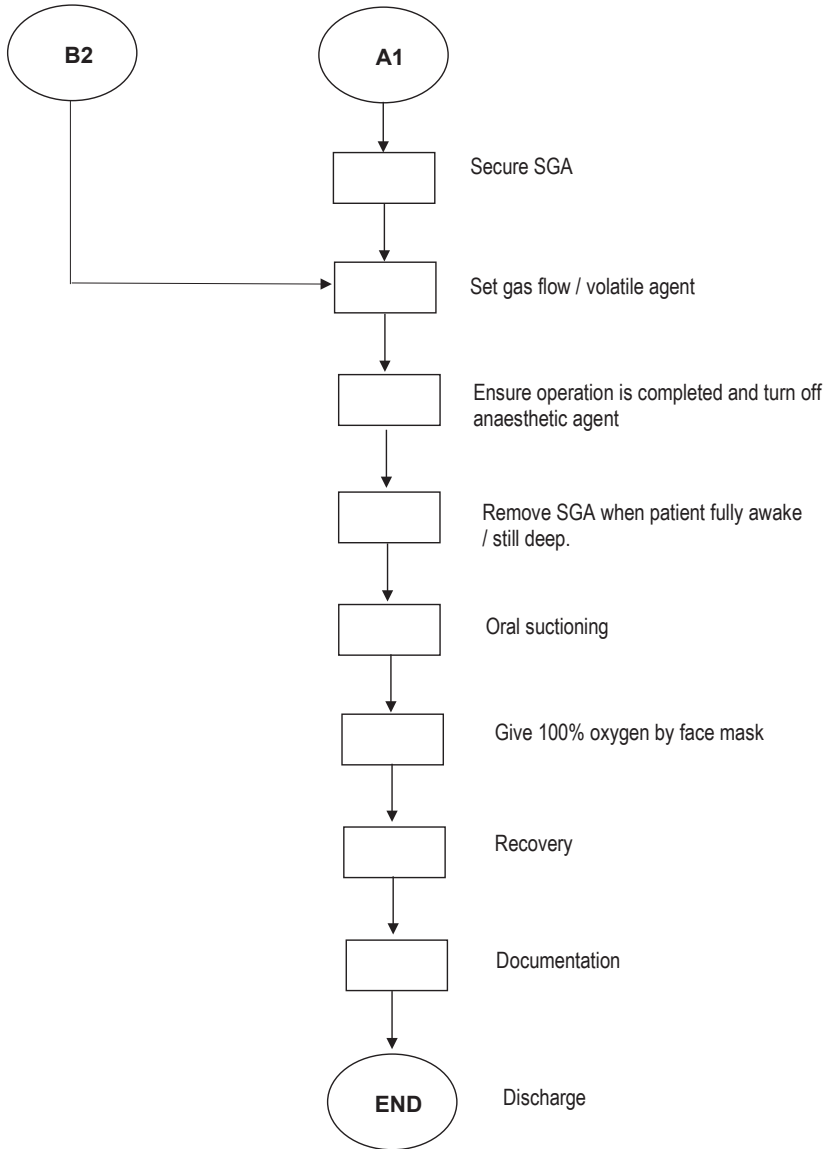 B2
A1
Secure SGA
Set gas flow / volatile agent
Ensure operation is completed and turn off
anaesthetic agent
Remove SGA when patient fully awake
/ still deep.
Oral suctioning
Give 100% oxygen by face mask
Recovery
Documentation
END
Discharge